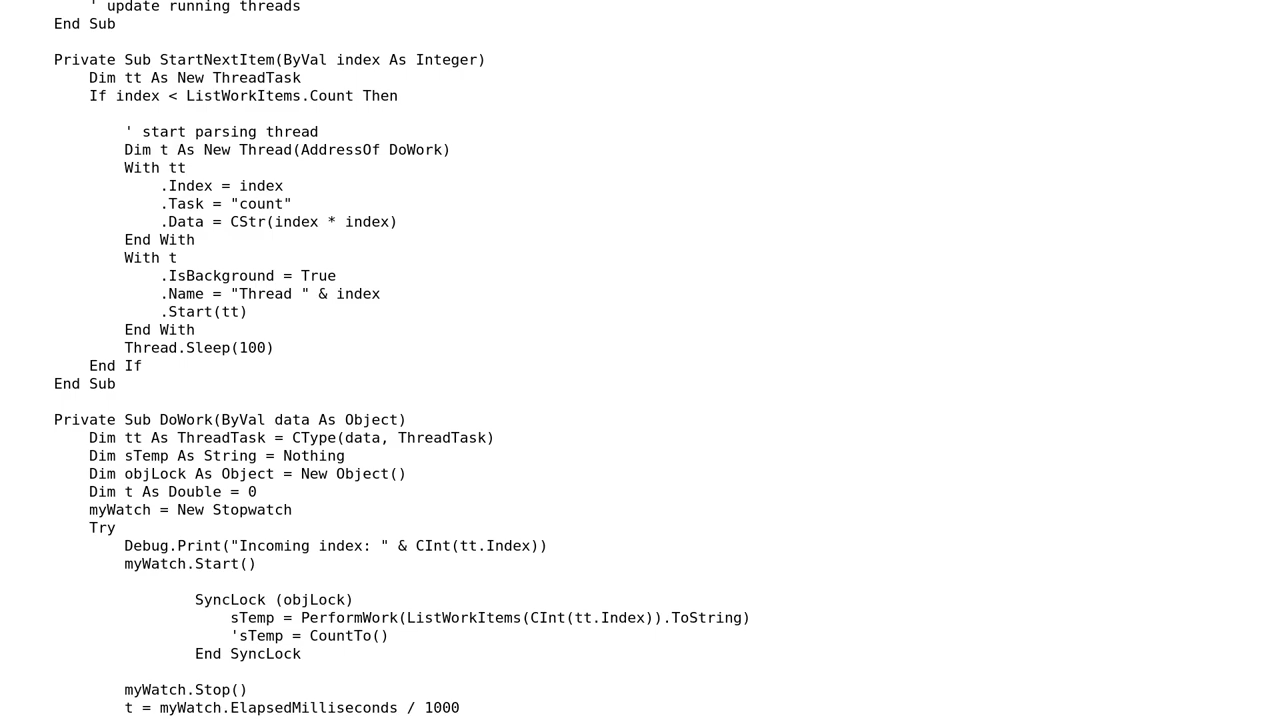 ' update running threads
End Sub
Private Sub StartNextItem(ByVal index As Integer)
Dim tt As New ThreadTask
If index < ListWorkItems.Count Then
' start parsing thread
Dim t As New Thread(AddressOf DoWork)
With tt
.Index = index
.Task = "count"
.Data = CStr(index * index)
End With
With t
.IsBackground = True
.Name = "Thread " & index
.Start(tt)
End With
Thread.Sleep(100)
End If
End Sub
Private Sub DoWork(ByVal data As Object)
Dim tt As ThreadTask = CType(data, ThreadTask)
Dim sTemp As String = Nothing
Dim objLock As Object = New Object()
Dim t As Double = 0
myWatch = New Stopwatch
Try
Debug.Print("Incoming index: " & CInt(tt.Index))
myWatch.Start()
SyncLock (objLock)
sTemp = PerformWork(ListWorkItems(CInt(tt.Index)).ToString)
'sTemp = CountTo()
End SyncLock
myWatch.Stop()
t = myWatch.ElapsedMilliseconds / 1000